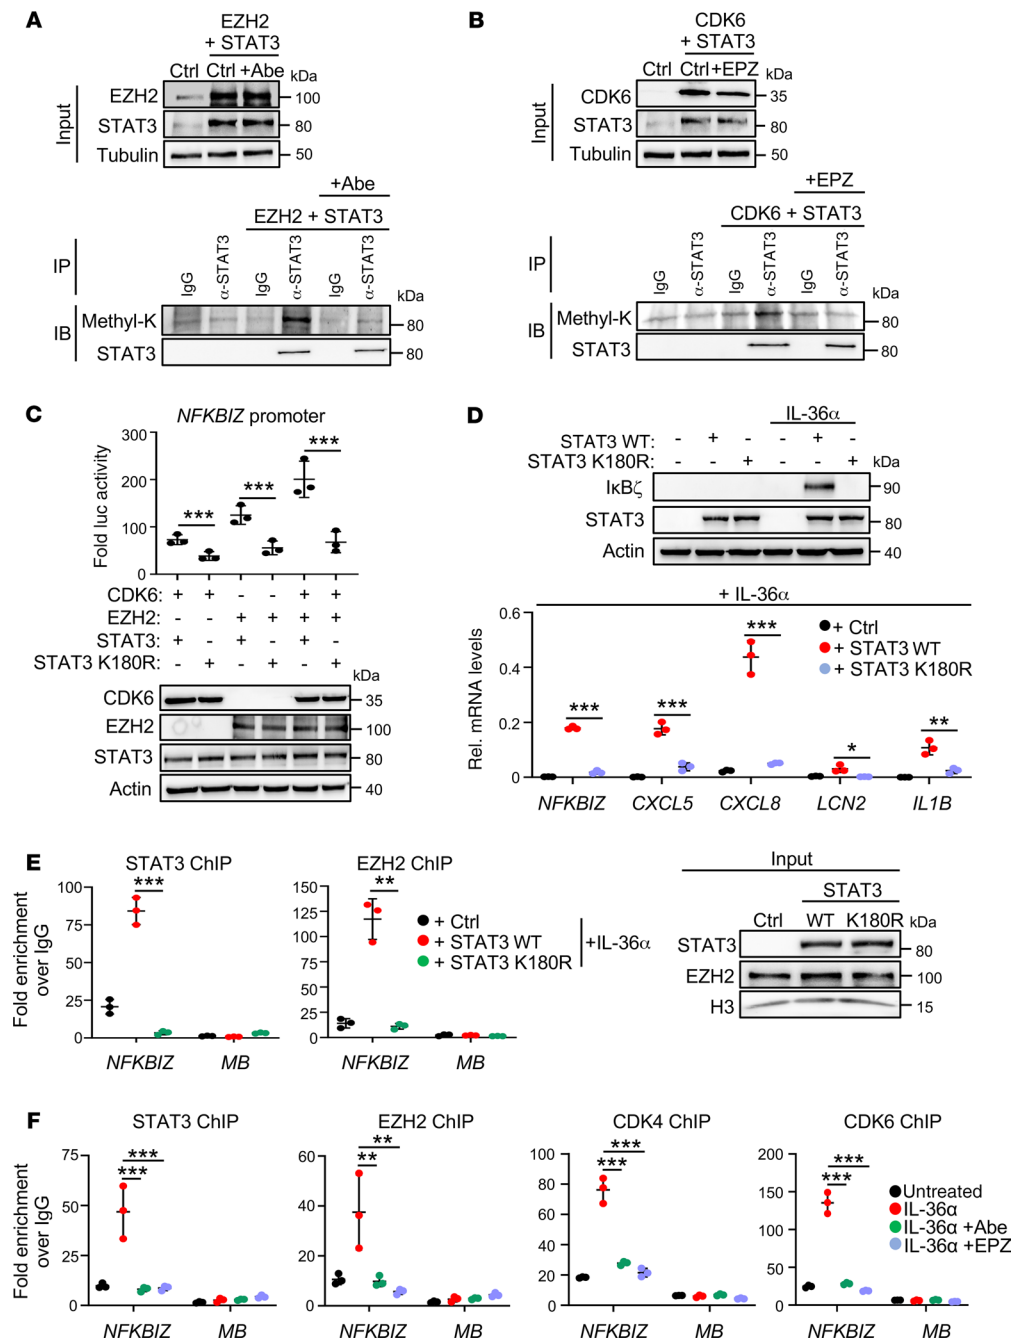 A
EZH2
+ STAT3
Ctrl Ctrl +Abe kDa
Input
EZH2 100
STAT3 80
Tubulin 50
+Abe
EZH2 + STAT3
IP
IgG α-STAT3 IgG α-STAT3 IgG α-STAT3
kDa
IB
Methyl-K 80
STAT3 80
B
CDK6
+ STAT3
Ctrl Ctrl +EPZ kDa
Input
CDK6 35
STAT3 80
Tubulin 50
+EPZ
CDK6 + STAT3
IP
IgG α-STAT3 IgG α-STAT3 IgG α-STAT3
kDa
IB
Methyl-K 80
STAT3 80
C
NFKBIZ promoter
Fold luc activity
300
200
100
0
*** *** ***
CDK6: + + - - + +
EZH2: - - + + + +
STAT3: + - + - + -
STAT3 K180R: - + - + - +
kDa
CDK6 35
EZH2 100
STAT3 80
Actin 40
D
IL-36α
STAT3 WT: - + - - + -
STAT3 K180R: - - + - - +
kDa
IκBζ 90
STAT3 80
Actin 40
+ IL-36α
Rel. mRNA levels
0.6
0.4
0.2
0
*** *** *** * **
+ Ctrl
+ STAT3 WT
+ STAT3 K180R
NFKBIZ CXCL5 CXCL8 LCN2 IL1B
E
STAT3 ChIP
Fold enrichment
over IgG
100
75
50
25
0
***
NFKBIZ MB
EZH2 ChIP
150
125
100
75
50
25
0
**
NFKBIZ MB
+ Ctrl
+ STAT3 WT
+ STAT3 K180R
+IL-36α
Input
STAT3
Ctrl WT K180R kDa
STAT3 80
EZH2 100
H3 15
F
STAT3 ChIP
Fold enrichment
over IgG
75
50
25
0
***
***
NFKBIZ MB
EZH2 ChIP
60
40
20
0
**
**
NFKBIZ MB
CDK4 ChIP
100
80
60
40
20
0
***
***
NFKBIZ MB
CDK6 ChIP
200
150
100
50
0
***
***
NFKBIZ MB
Untreated
IL-36α
IL-36α +Abe
IL-36α +EPZ